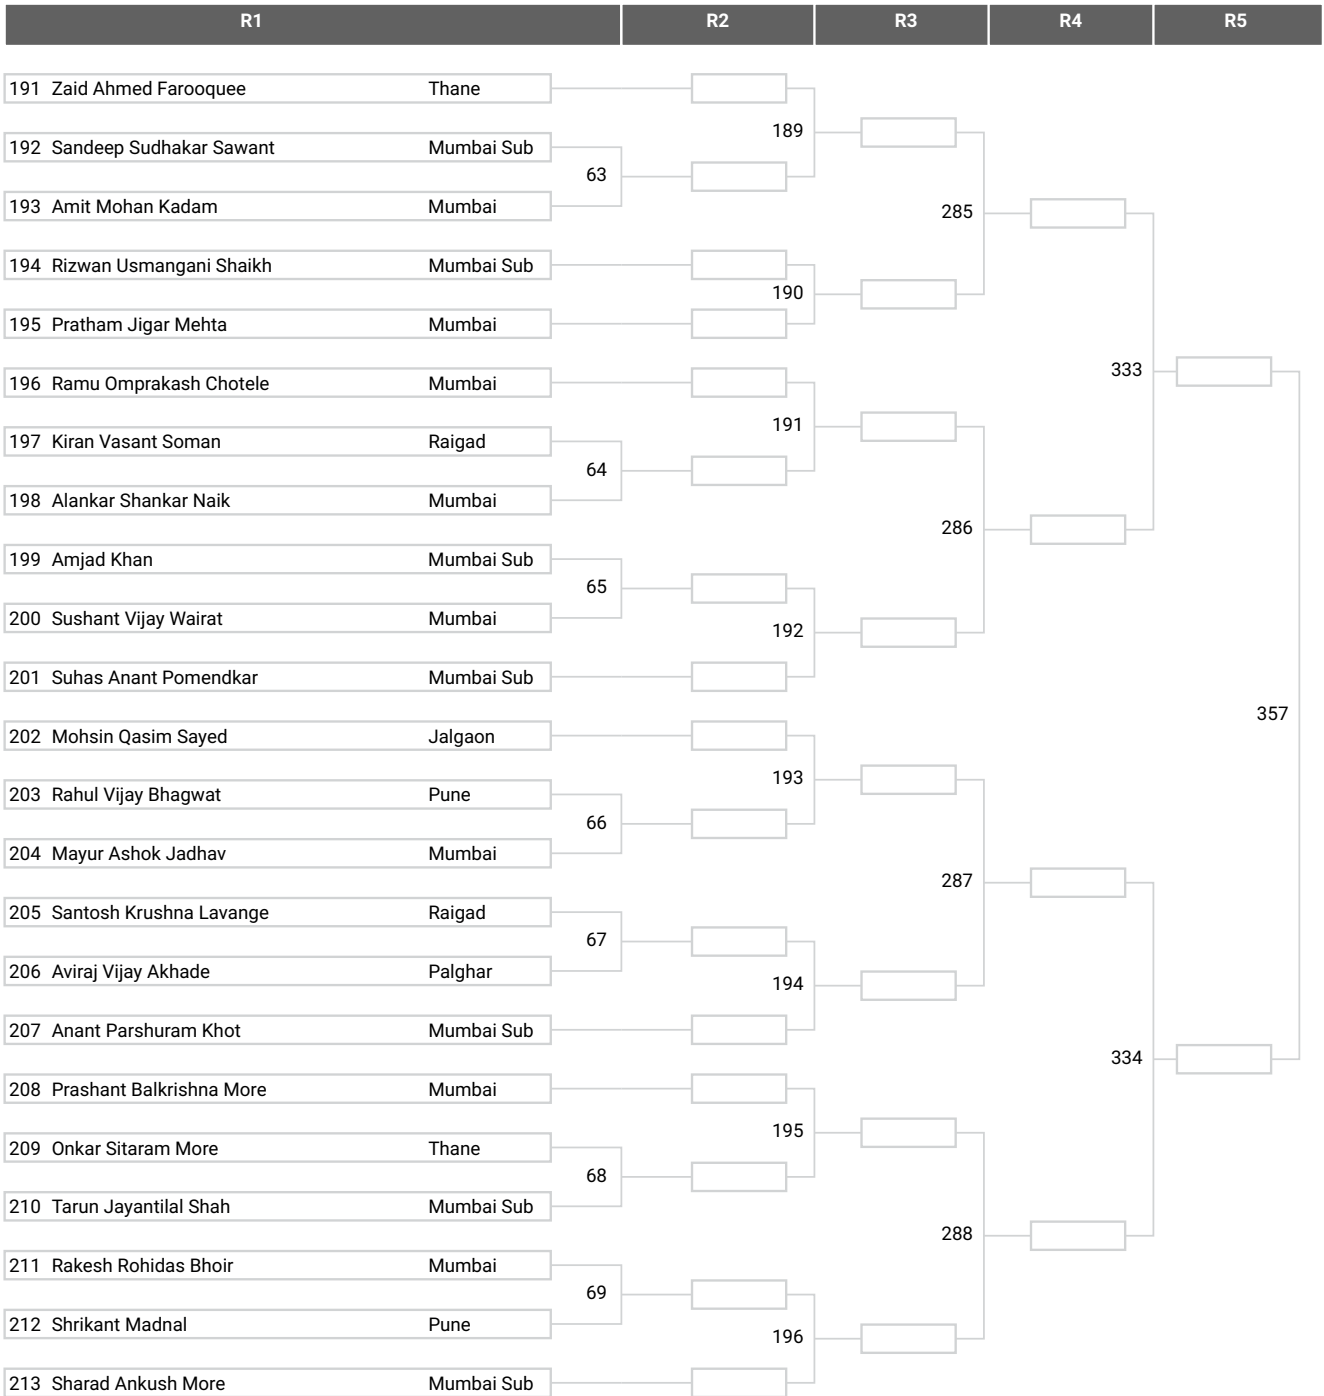 R1 R2 R3 R4 R5
191 Zaid Ahmed Farooquee Thane
189
192 Sandeep Sudhakar Sawant Mumbai Sub
63
193 Amit Mohan Kadam Mumbai
285
194 Rizwan Usmangani Shaikh Mumbai Sub
190
195 Pratham Jigar Mehta Mumbai
333
196 Ramu Omprakash Chotele Mumbai
191
197 Kiran Vasant Soman Raigad
64
198 Alankar Shankar Naik Mumbai
286
199 Amjad Khan Mumbai Sub
65
200 Sushant Vijay Wairat Mumbai
192
201 Suhas Anant Pomendkar Mumbai Sub
357
202 Mohsin Qasim Sayed Jalgaon
193
203 Rahul Vijay Bhagwat Pune
66
204 Mayur Ashok Jadhav Mumbai
287
205 Santosh Krushna Lavange Raigad
67
206 Aviraj Vijay Akhade Palghar
194
207 Anant Parshuram Khot Mumbai Sub
334
208 Prashant Balkrishna More Mumbai
195
209 Onkar Sitaram More Thane
68
210 Tarun Jayantilal Shah Mumbai Sub
288
211 Rakesh Rohidas Bhoir Mumbai
69
212 Shrikant Madnal Pune
196
213 Sharad Ankush More Mumbai Sub